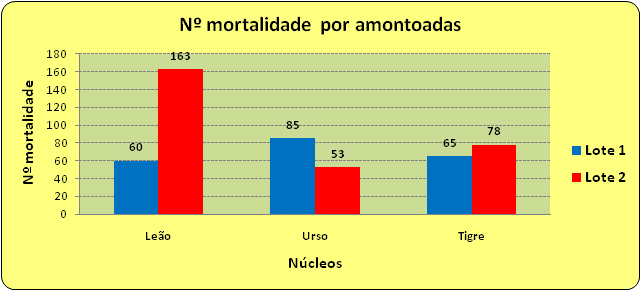 Nº mortalidade por amontoadas
Nº mortalidade
180
160
140
120
100
80
60
40
20
0
60
163
85
53
65
78
Leão
Urso
Tigre
Núcleos
Lote 1
Lote 2